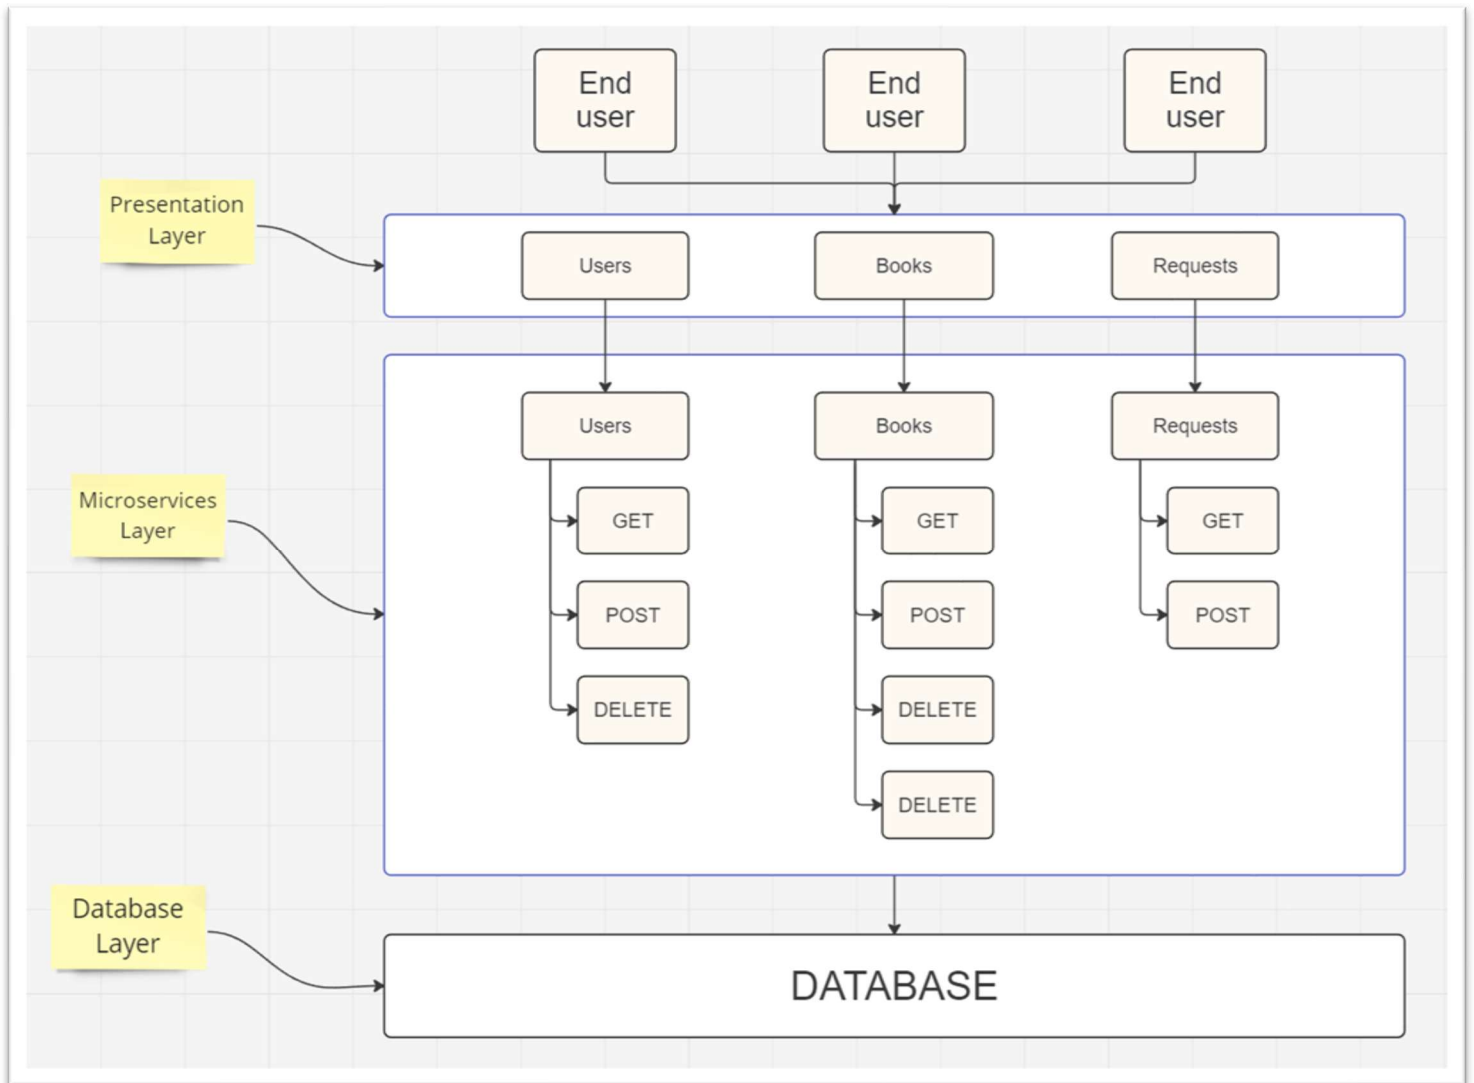 End
user
End
user
End
user
Presentation
Layer
Users
Books
Requests
Users
Books
Requests
Microservices
Layer
GET
GET
GET
POST
POST
POST
DELETE
DELETE
DELETE
Database
Layer
DATABASE